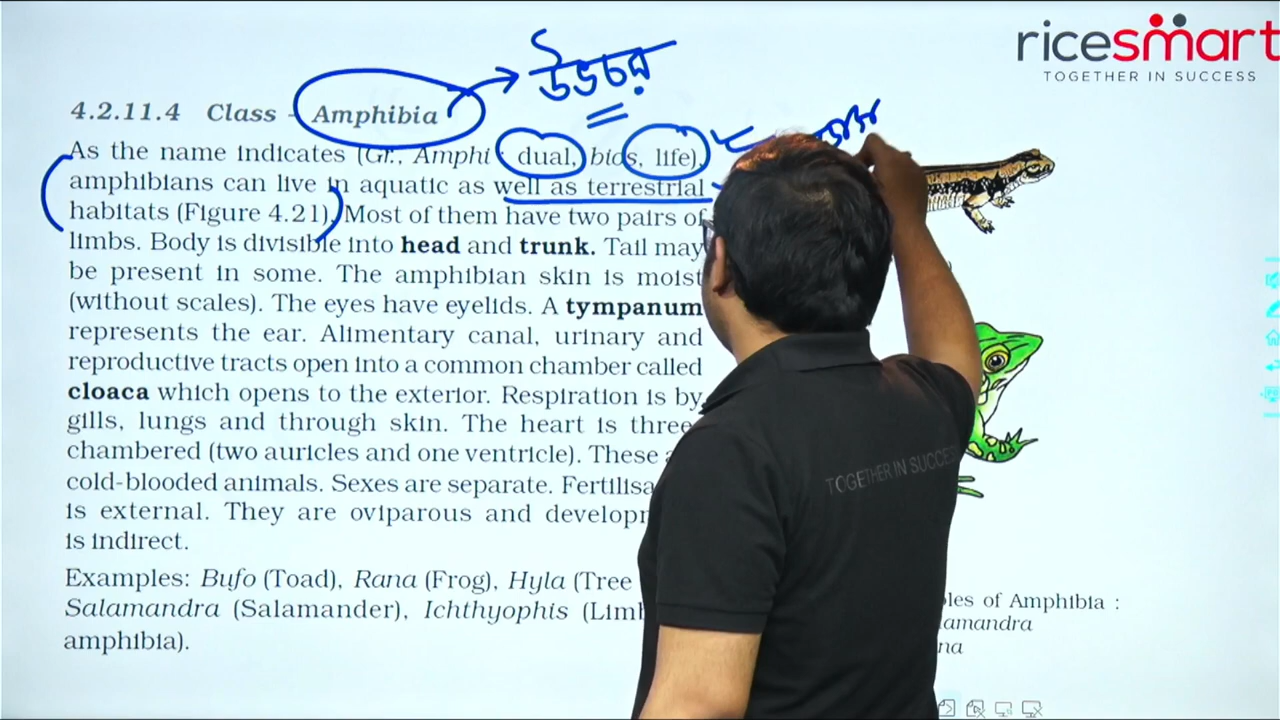 ricesmart
TOGETHER IN SUCCESS
উভচর
4.2.11.4 Class - Amphibia
As the name indicates (Gr., Amphi : dual, bios, life),
amphibians can live in aquatic as well as terrestrial
habitats (Figure 4.21). Most of them have two pairs of
limbs. Body is divisible into head and trunk. Tail may
be present in some. The amphibian skin is moist
(without scales). The eyes have eyelids. A tympanum
represents the ear. Alimentary canal, urinary and
reproductive tracts open into a common chamber called
cloaca which opens to the exterior. Respiration is by
gills, lungs and through skin. The heart is three
chambered (two auricles and one ventricle). These
cold-blooded animals. Sexes are separate.
is external. They are oviparous and
is indirect.
Examples: Bufo (Toad), Rana (Frog), Hyla (Tree
Salamandra (Salamander), Ichthyophis
amphibia).
TOGETHER IN SUCCESS
of Amphibia :